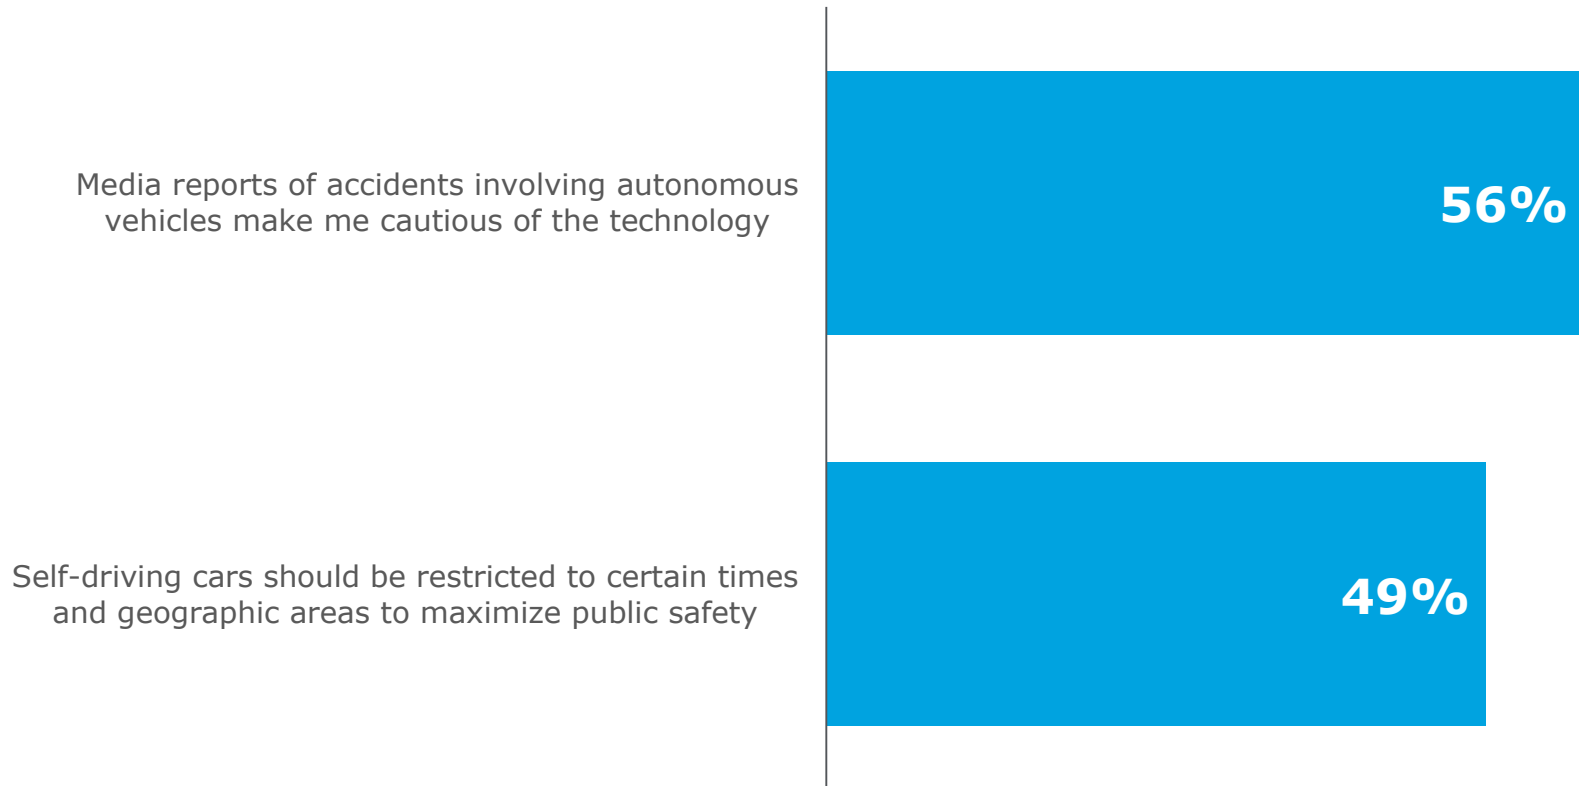 Media reports of accidents involving autonomous
vehicles make me cautious of the technology
56%
Self-driving cars should be restricted to certain times
and geographic areas to maximize public safety
49%